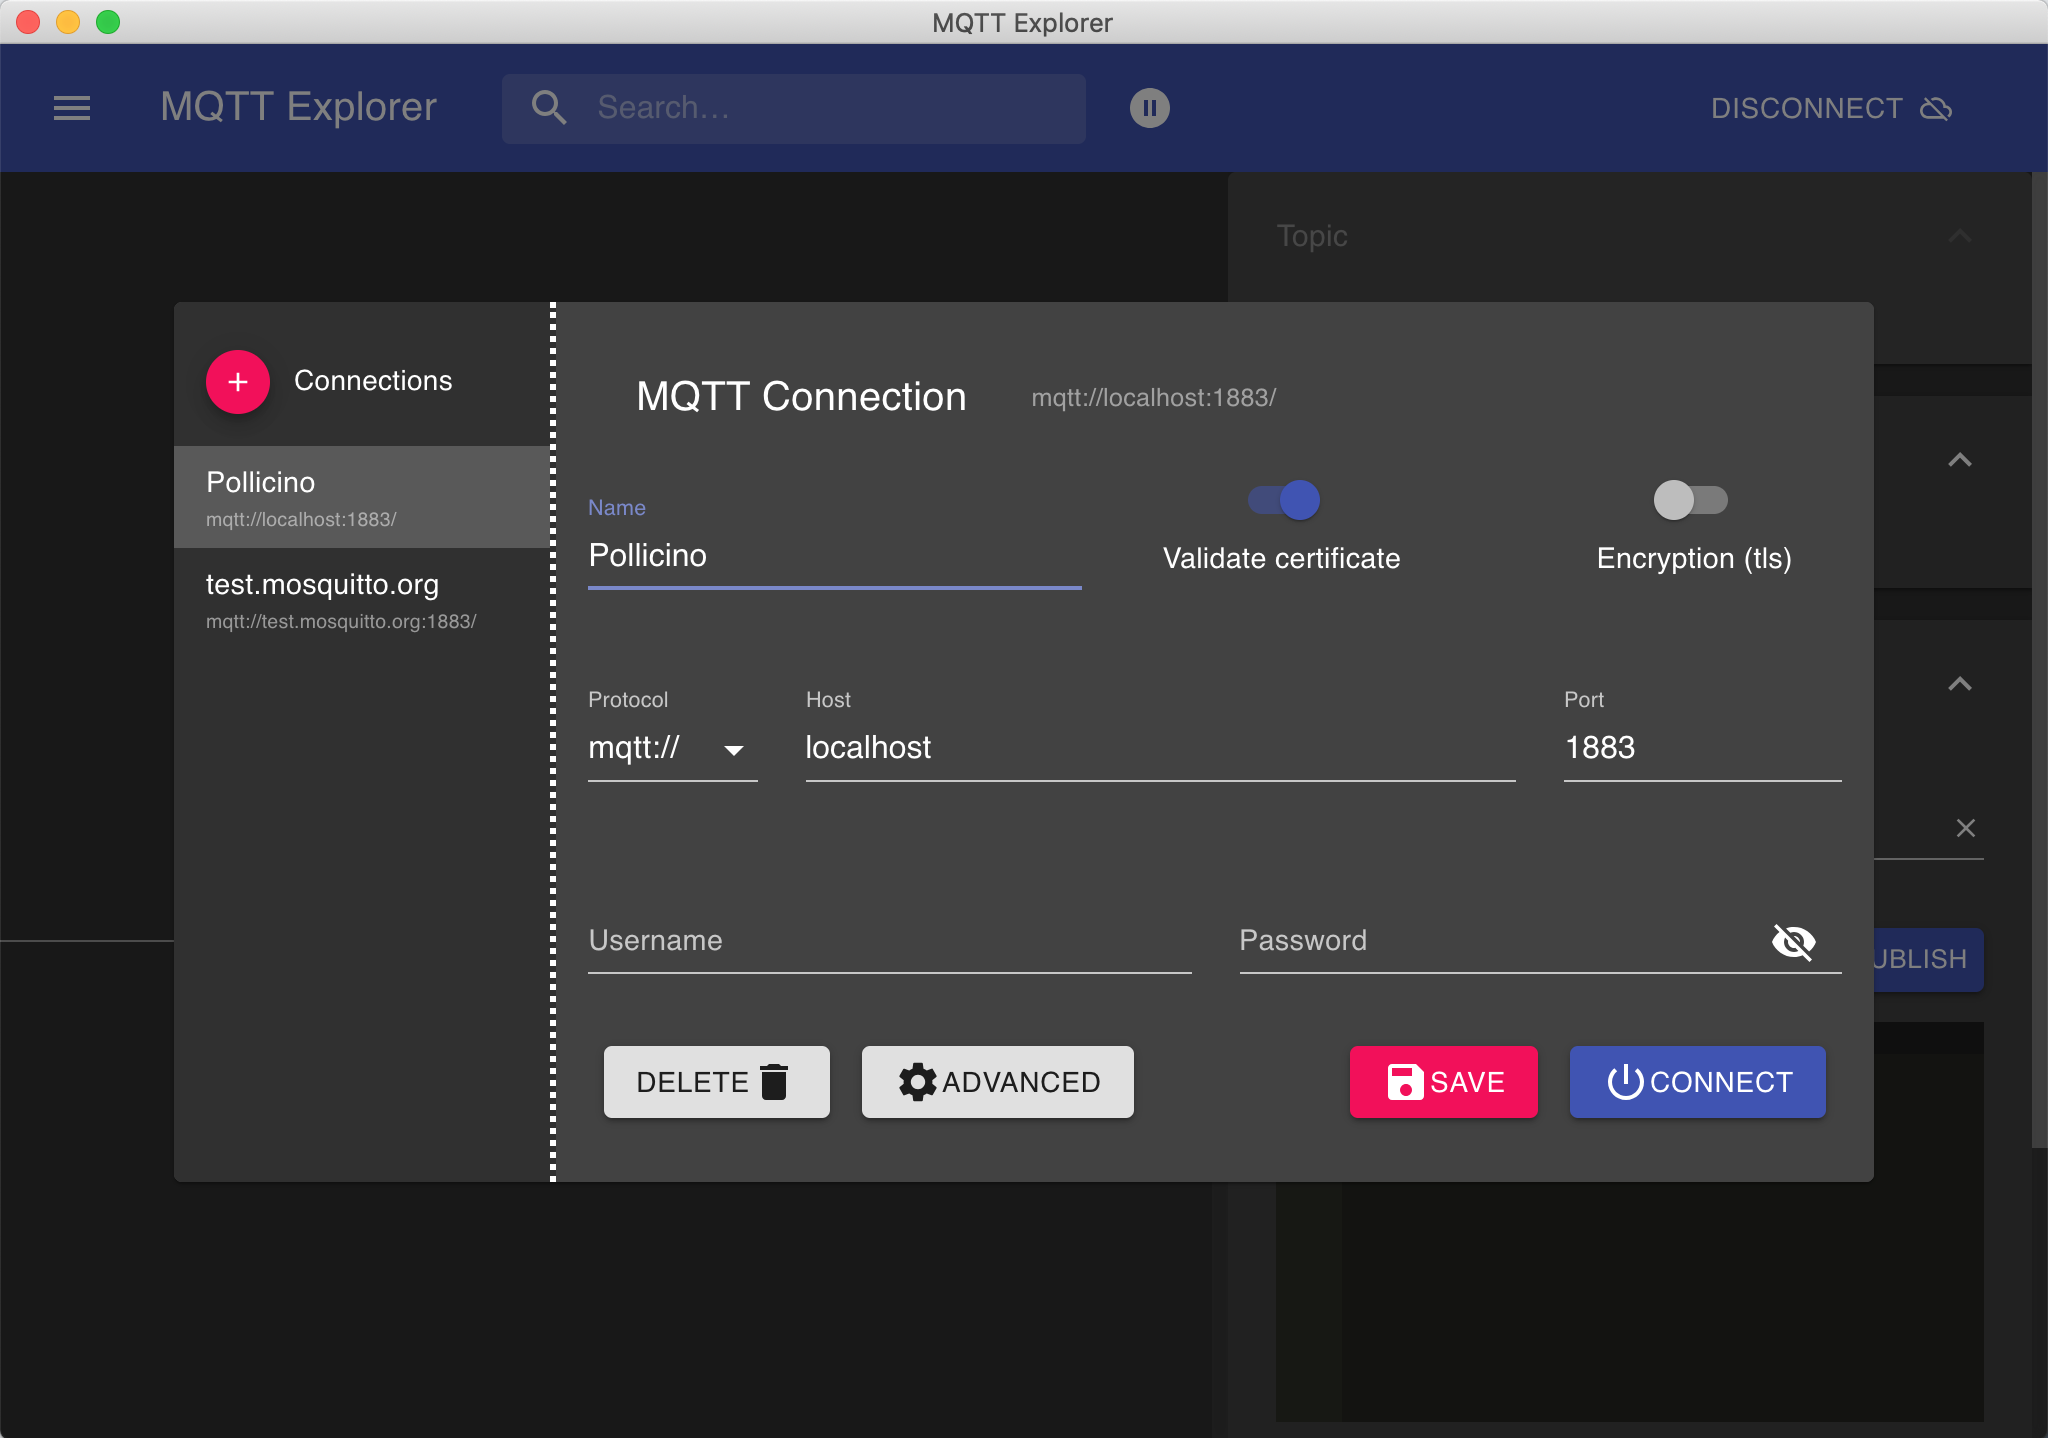 MQTT Explorer
MQTT Explorer
Search...
DISCONNECT
Topic
Connections
Pollicino
mqtt://localhost:1883/
test.mosquitto.org
mqtt://test.mosquitto.org:1883/
MQTT Connection
mqtt://localhost:1883/
Name
Pollicino
Validate certificate
Encryption (tls)
Protocol
mqtt://
Host
localhost
Port
1883
Username
Password
UBLISH
DELETE
ADVANCED
SAVE
CONNECT